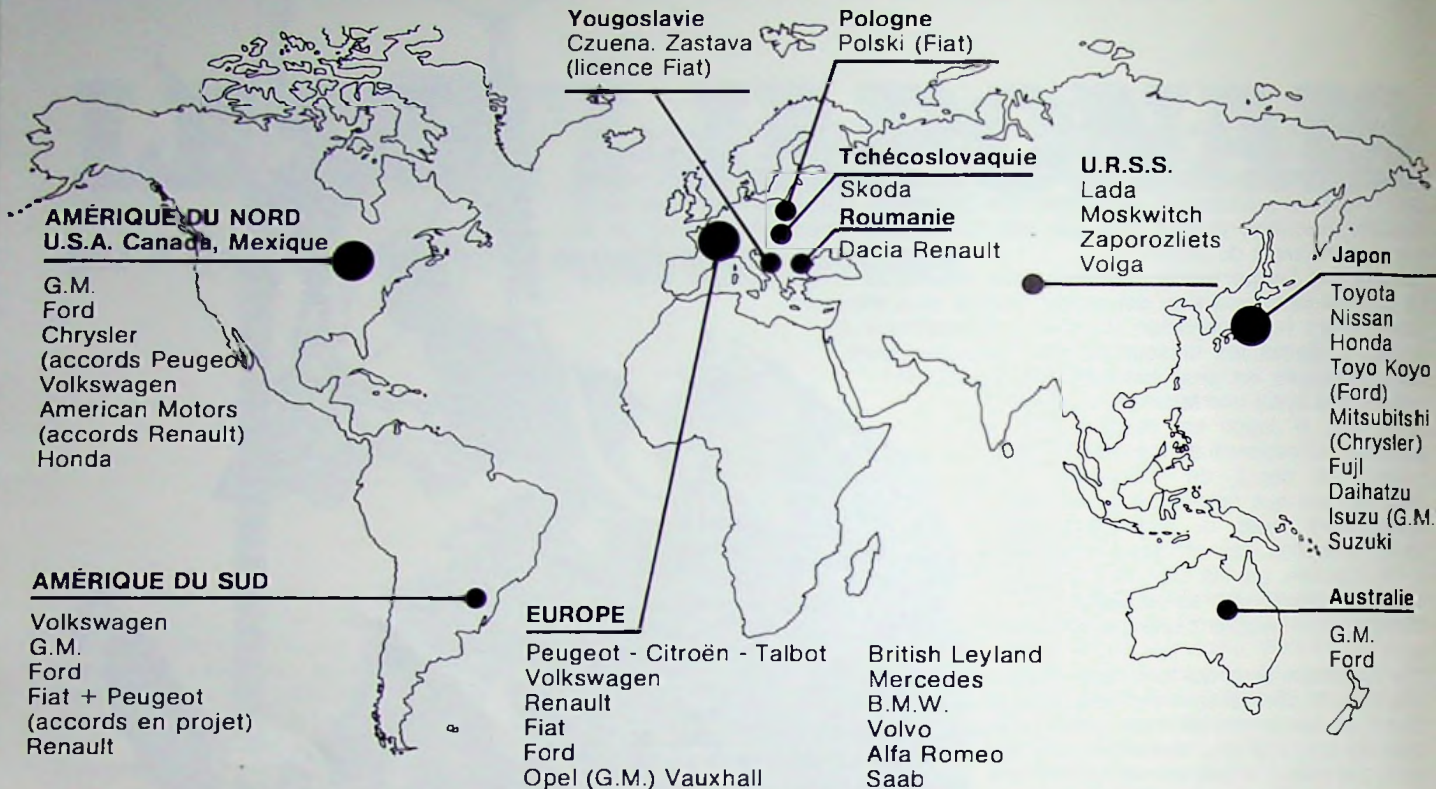 Yougoslavie
Czuena. Zastava
(licence Fiat)
Pologne
Polski (Fiat)
Tchécoslovaquie
Skoda
Roumanie
Dacia Renault
U.R.S.S.
Lada
Moskwitch
Zaporozliets
Volga
Japon
Toyota
Nissan
Honda
Toyo Koyo
(Ford)
Mitsubitshi
(Chrysler)
FujI
Daihatzu
Isuzu (G.M.
Suzuki
AMÉRIQUE DU NORD
U.S.A. Canada, Mexique
G.M.
Ford
Chrysler
(accords Peugeot)
Volkswagen
American Motors
(accords Renault)
Honda
AMÉRIQUE DU SUD
Volkswagen
G.M.
Ford
Fiat + Peugeot
(accords en projet)
Renault
EUROPE
Peugeot - Citroën - Talbot
Volkswagen
Renault
Fiat
Ford
Opel (G.M.) Vauxhall
British Leyland
Mercedes
B.M.W.
Volvo
Alfa Romeo
Saab
Australie
G.M.
Ford